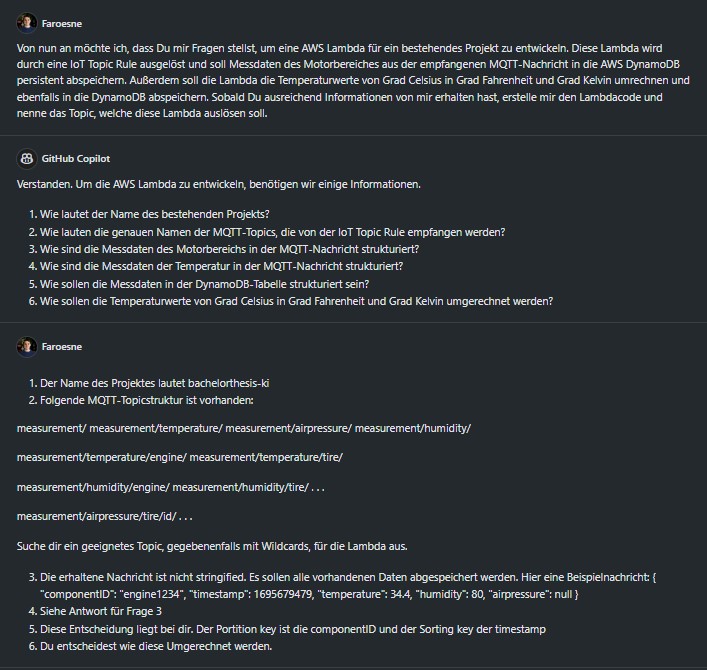 Faroesne
Von nun an möchte ich, dass Du mir Fragen stellst, um eine AWS Lambda für ein bestehendes Projekt zu entwickeln. Diese Lambda wird
durch eine IoT Topic Rule ausgelöst und soll Messdaten des Motorbereiches aus der empfangenen MQTT-Nachricht in die AWS DynamoDB
persistent abspeichern. Außerdem soll die Lambda die Temperaturwerte von Grad Celsius in Grad Fahrenheit und Grad Kelvin umrechnen und
ebenfalls in die DynamoDB abspeichern. Sobald Du ausreichend Informationen von mir erhalten hast, erstelle mir den Lambdacode und
nenne das Topic, welche diese Lambda auslösen soll.
GitHub Copilot
Verstanden. Um die AWS Lambda zu entwickeln, benötigen wir einige Informationen.
1. Wie lautet der Name des bestehenden Projekts?
2. Wie lauten die genauen Namen der MQTT-Topics, die von der IoT Topic Rule empfangen werden?
3. Wie sind die Messdaten des Motorbereichs in der MQTT-Nachricht strukturiert?
4. Wie sind die Messdaten der Temperatur in der MQTT-Nachricht strukturiert?
5. Wie sollen die Messdaten in der DynamoDB-Tabelle strukturiert sein?
6. Wie sollen die Temperaturwerte von Grad Celsius in Grad Fahrenheit und Grad Kelvin umgerechnet werden?
Faroesne
1. Der Name des Projektes lautet bachelorthesis-ki
2. Folgende MQTT-Topicstruktur ist vorhanden:
measurement/ measurement/temperature/ measurement/airpressure/ measurement/humidity/
measurement/temperature/engine/ measurement/temperature/tire/
measurement/humidity/engine/ measurement/humidity/tire/ . . .
measurement/airpressure/tire/id/ . . .
Suche dir ein geeignetes Topic, gegebenenfalls mit Wildcards, für die Lambda aus.
3. Die erhaltene Nachricht ist nicht stringified. Es sollen alle vorhandenen Daten abgespeichert werden. Hier eine Beispielnachricht: {
"componentID": "engine1234", "timestamp": 1695679479, "temperature": 34.4, "humidity": 80, "airpressure": null }
4. Siehe Antwort für Frage 3
5. Diese Entscheidung liegt bei dir. Der Partition key ist die componentID und der Sorting key der timestamp
6. Du entscheidest wie diese Umgerechnet werden.